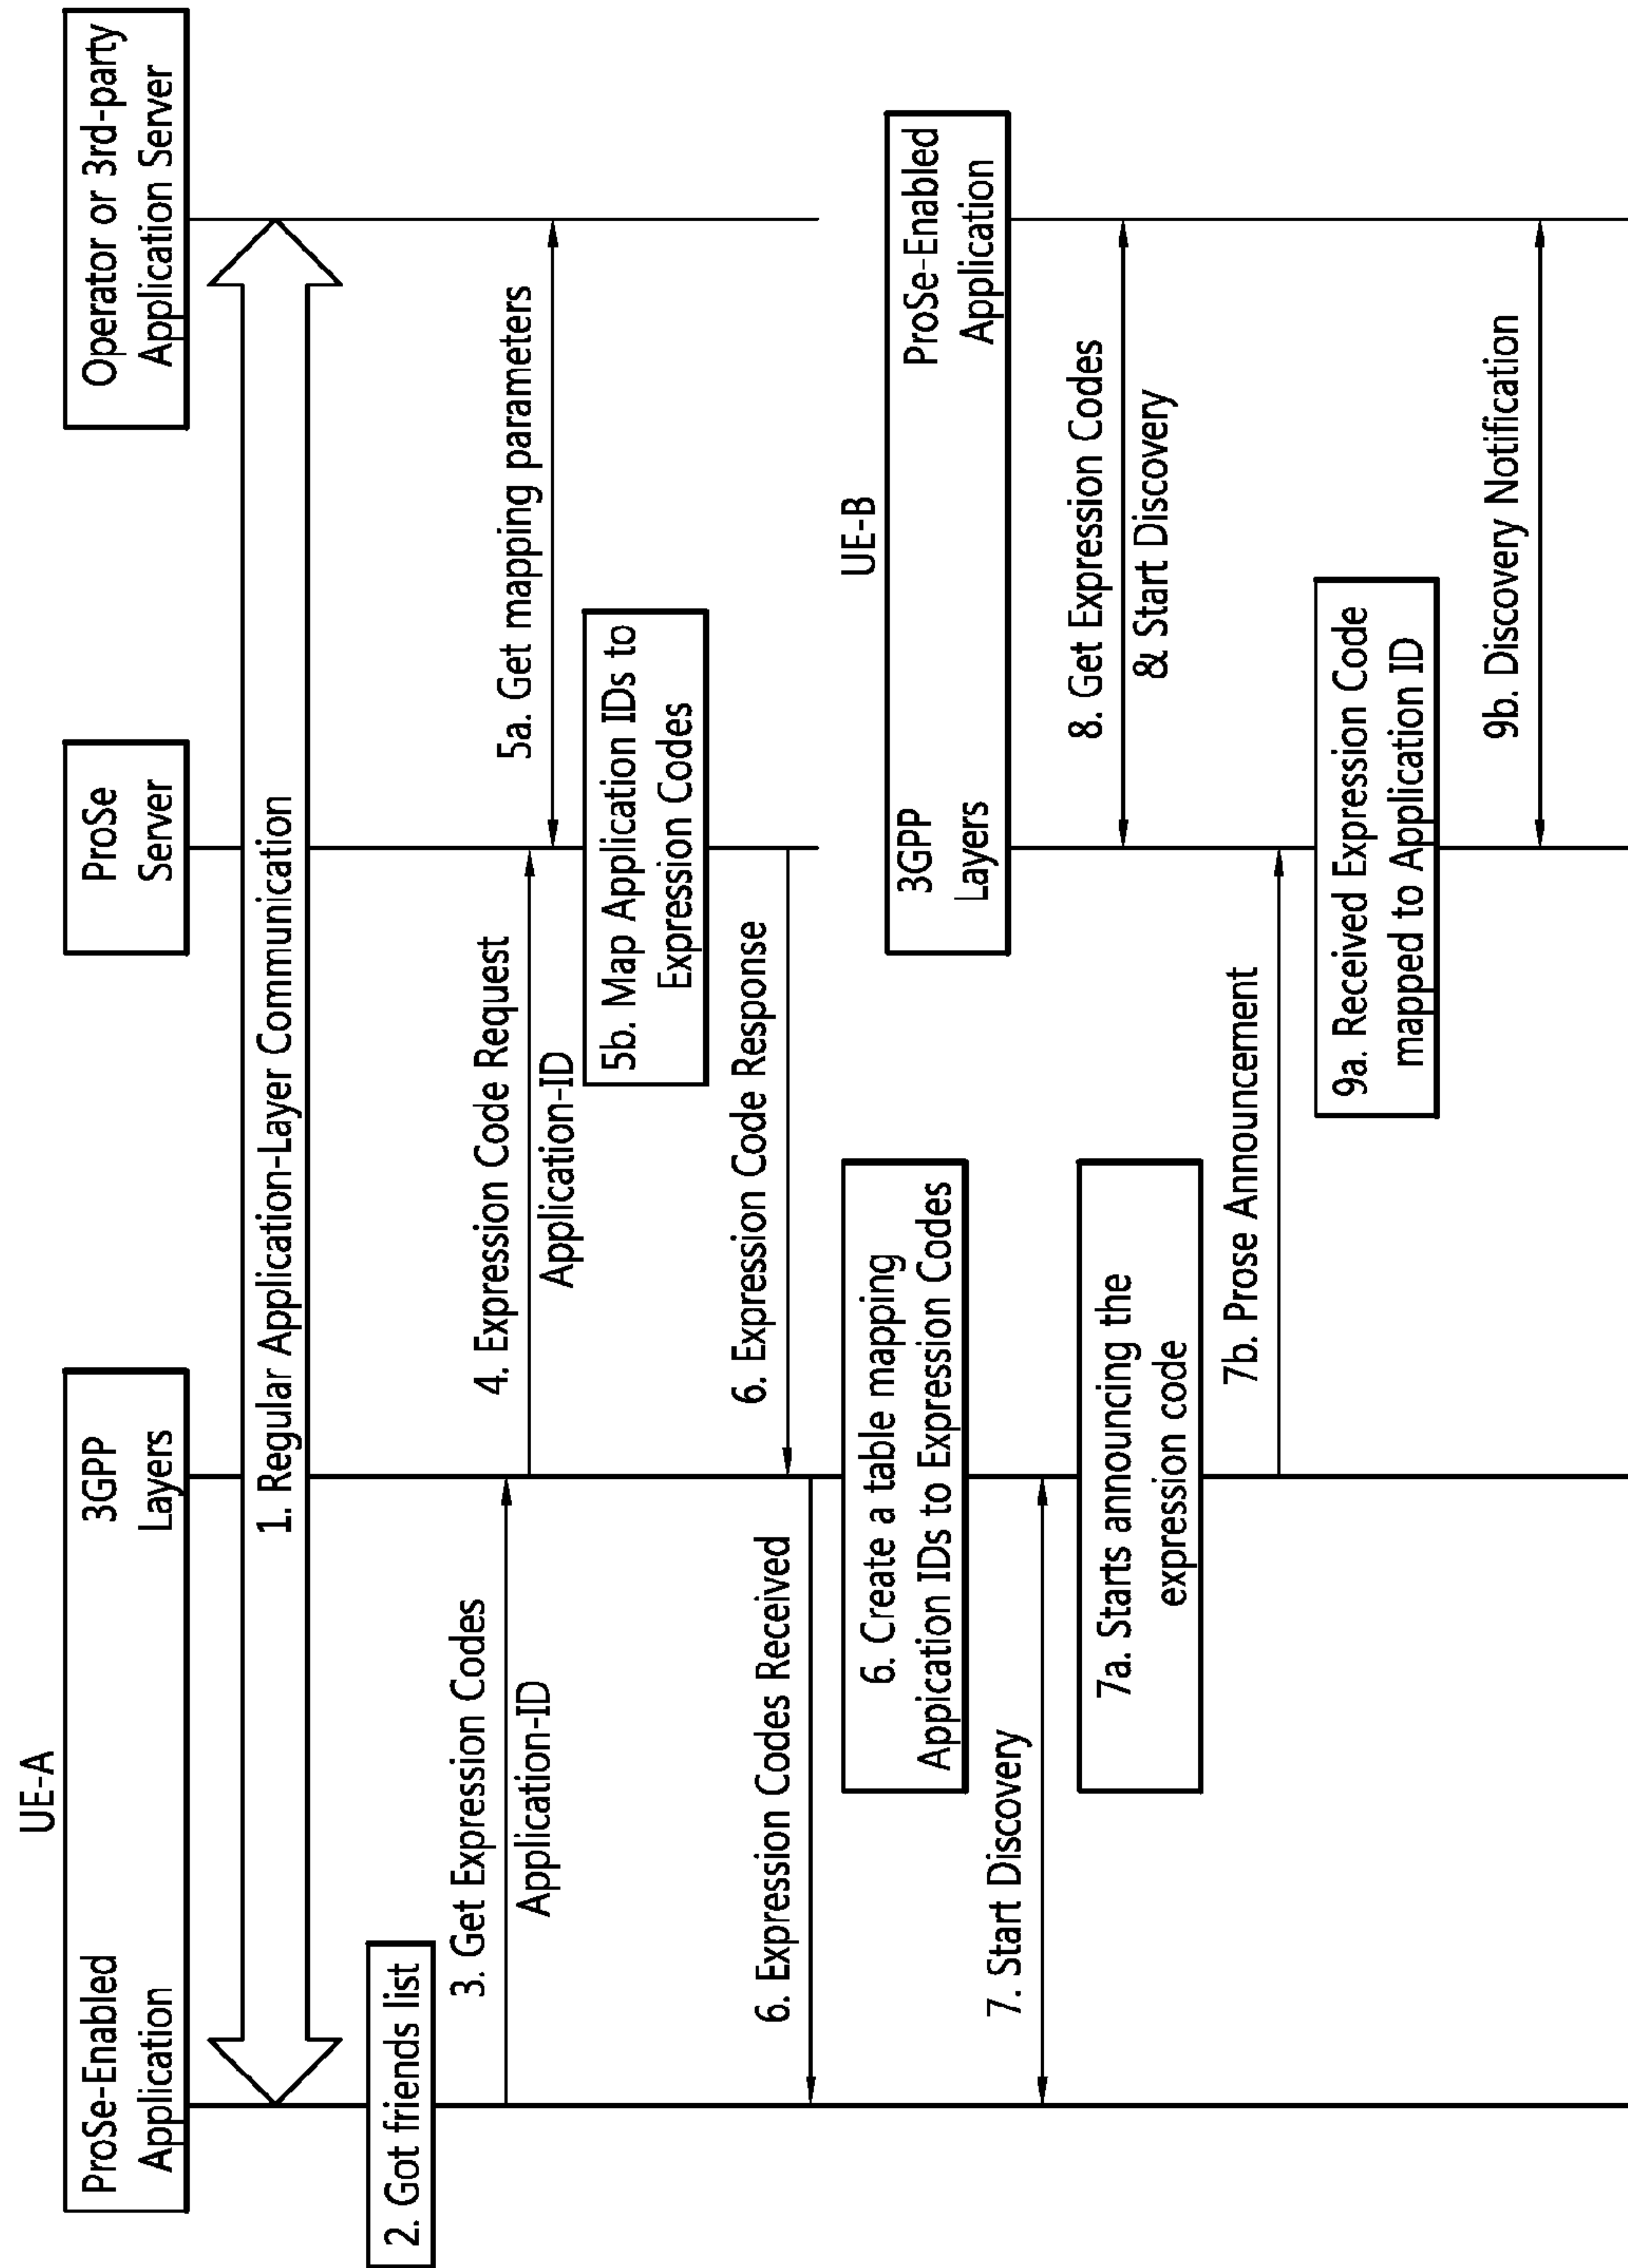 UE-A
ProSe-Enabled
Application
3GPP
Layers
ProSe
Server
Operator or 3rd-party
Application Server
1. Regular Application-Layer Communication
2. Got friends list
3. Get Expression Codes
Application-ID
4. Expression Code Request
Application-ID
5a. Get mapping parameters
5b. Map Application IDs to
Expression Codes
6. Expression Code Response
6. Expression Codes Received
6. Create a table mapping
Appication IDs to Expression Codes
UE-B
3GPP
Layers
ProSe-Enabled
Application
7. Start Discovery
7a. Starts announcing the
expression code
8. Get Expression Codes
& Start Discovery
7b. Prose Announcement
9a. Received Expression Code
mapped to Application ID
9b. Discovery Notification